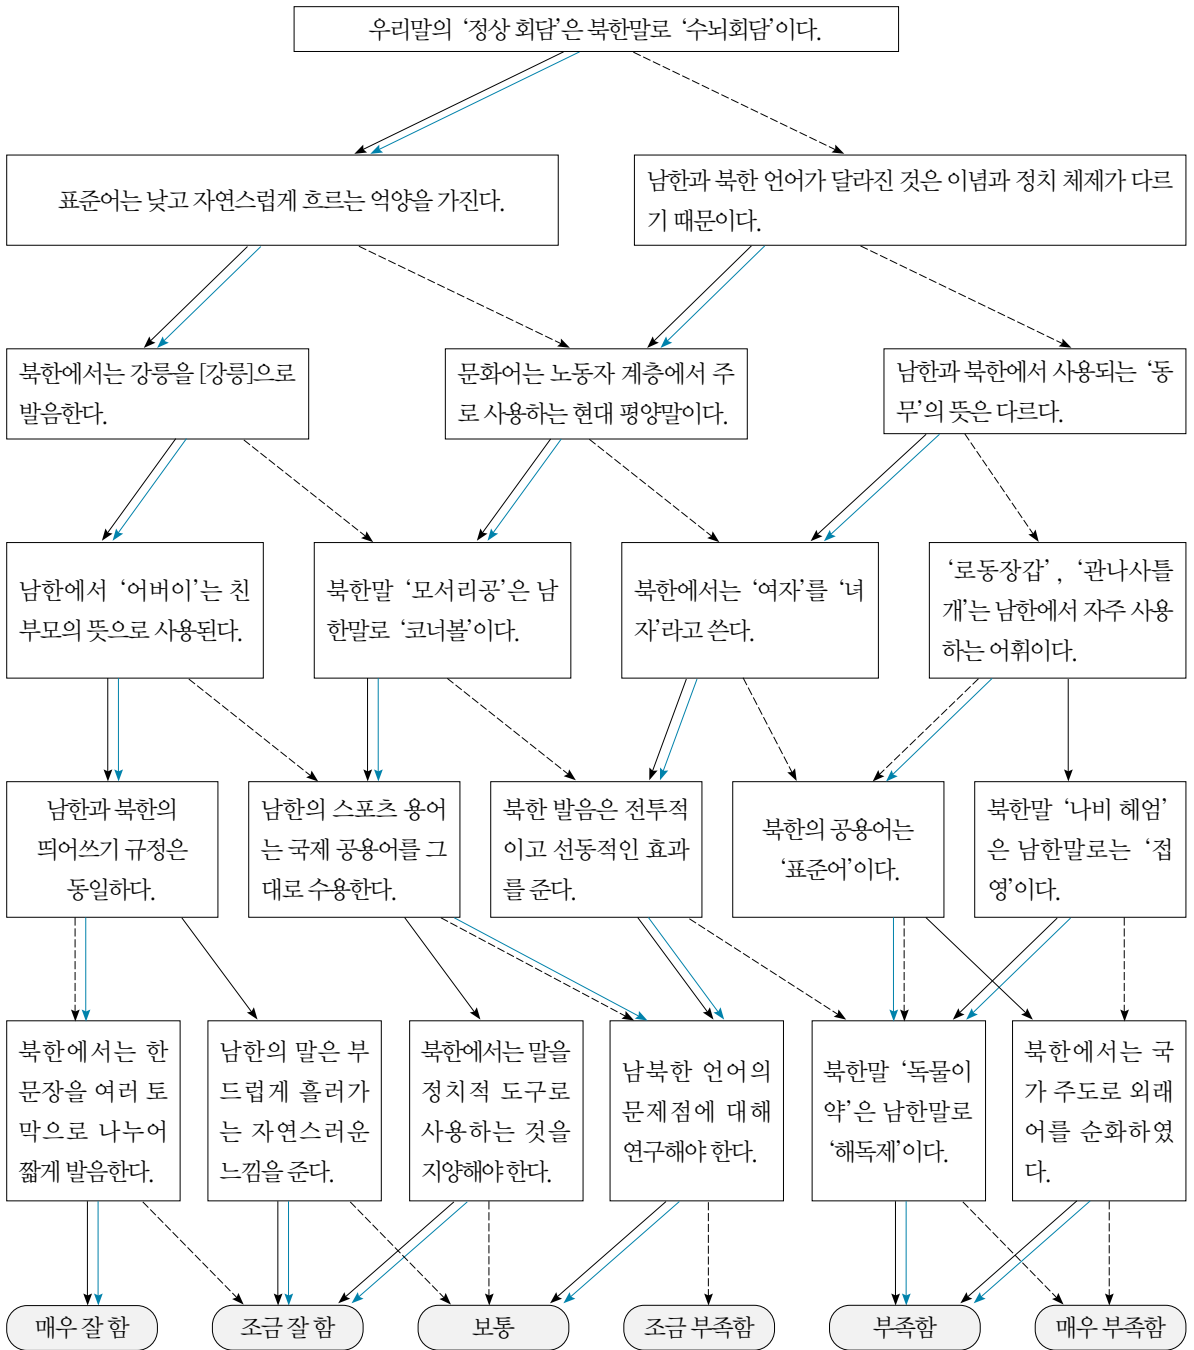 우리말의 ‘정상 회담’은 북한말로 ‘수뇌회담’이다.
표준어는 낮고 자연스럽게 흐르는 억양을 가진다.
남한과 북한 언어가 달라진 것은 이념과 정치 체제가 다르
기 때문이다.
북한에서는 강릉을 [강릉]으로
발음한다.
문화어는 노동자 계층에서 주
로 사용하는 현대 평양말이다.
남한과 북한에서 사용되는 ‘동
무’의 뜻은 다르다.
남한에서 ‘어버이’는 친
부모의 뜻으로 사용된다.
북한말 ‘모서리공’은 남
한말로 ‘코너볼’이다.
북한에서는 ‘여자’를 ‘녀
자’라고 쓴다.
‘로동장갑’, ‘관나사틀
개’는 남한에서 자주 사용
하는 어휘이다.
남한과 북한의
띄어쓰기 규정은
동일하다.
남한의 스포츠 용어
는 국제 공용어를 그
대로 수용한다.
북한 발음은 전투적
이고 선동적인 효과
를 준다.
북한의 공용어는
‘표준어’이다.
북한말 ‘나비 헤엄’
은 남한말로는 ‘접
영’이다.
북한에서는 한
문장을 여러 토
막으로 나누어
짧게 발음한다.
남한의 말은 부
드럽게 흘러가
는 자연스러운
느낌을 준다.
북한에서는 말을
정치적 도구로
사용하는 것을
지양해야 한다.
남북한 언어의
문제점에 대해
연구해야 한다.
북한말 ‘독물이
약’은 남한말로
‘해독제’이다.
북한에서는 국
가 주도로 외래
어를 순화하였
다.
매우 잘 함
조금 잘 함
보통
조금 부족함
부족함
매우 부족함